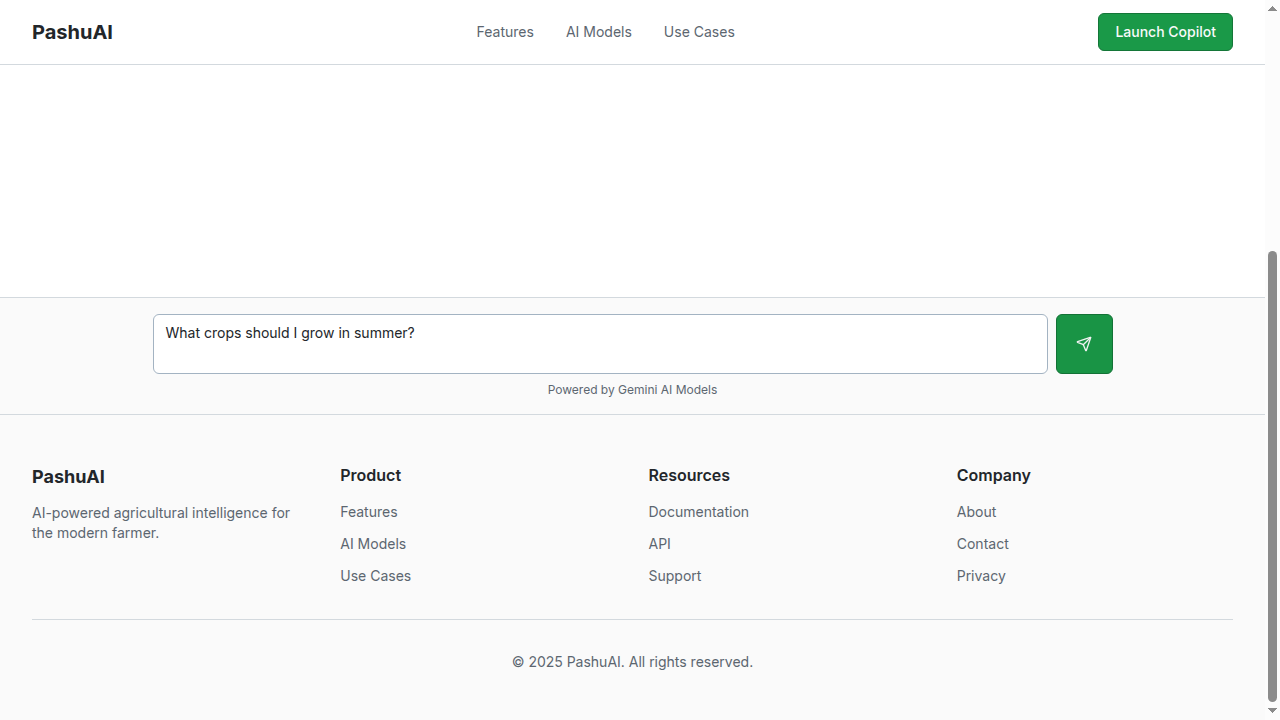 PashuAI
Features
AI Models
Use Cases
Launch Copilot
What crops should I grow in summer?
Powered by Gemini AI Models
PashuAI
AI-powered agricultural intelligence for
the modern farmer.
Product
Features
AI Models
Use Cases
Resources
Documentation
API
Support
Company
About
Contact
Privacy
© 2025 PashuAI. All rights reserved.